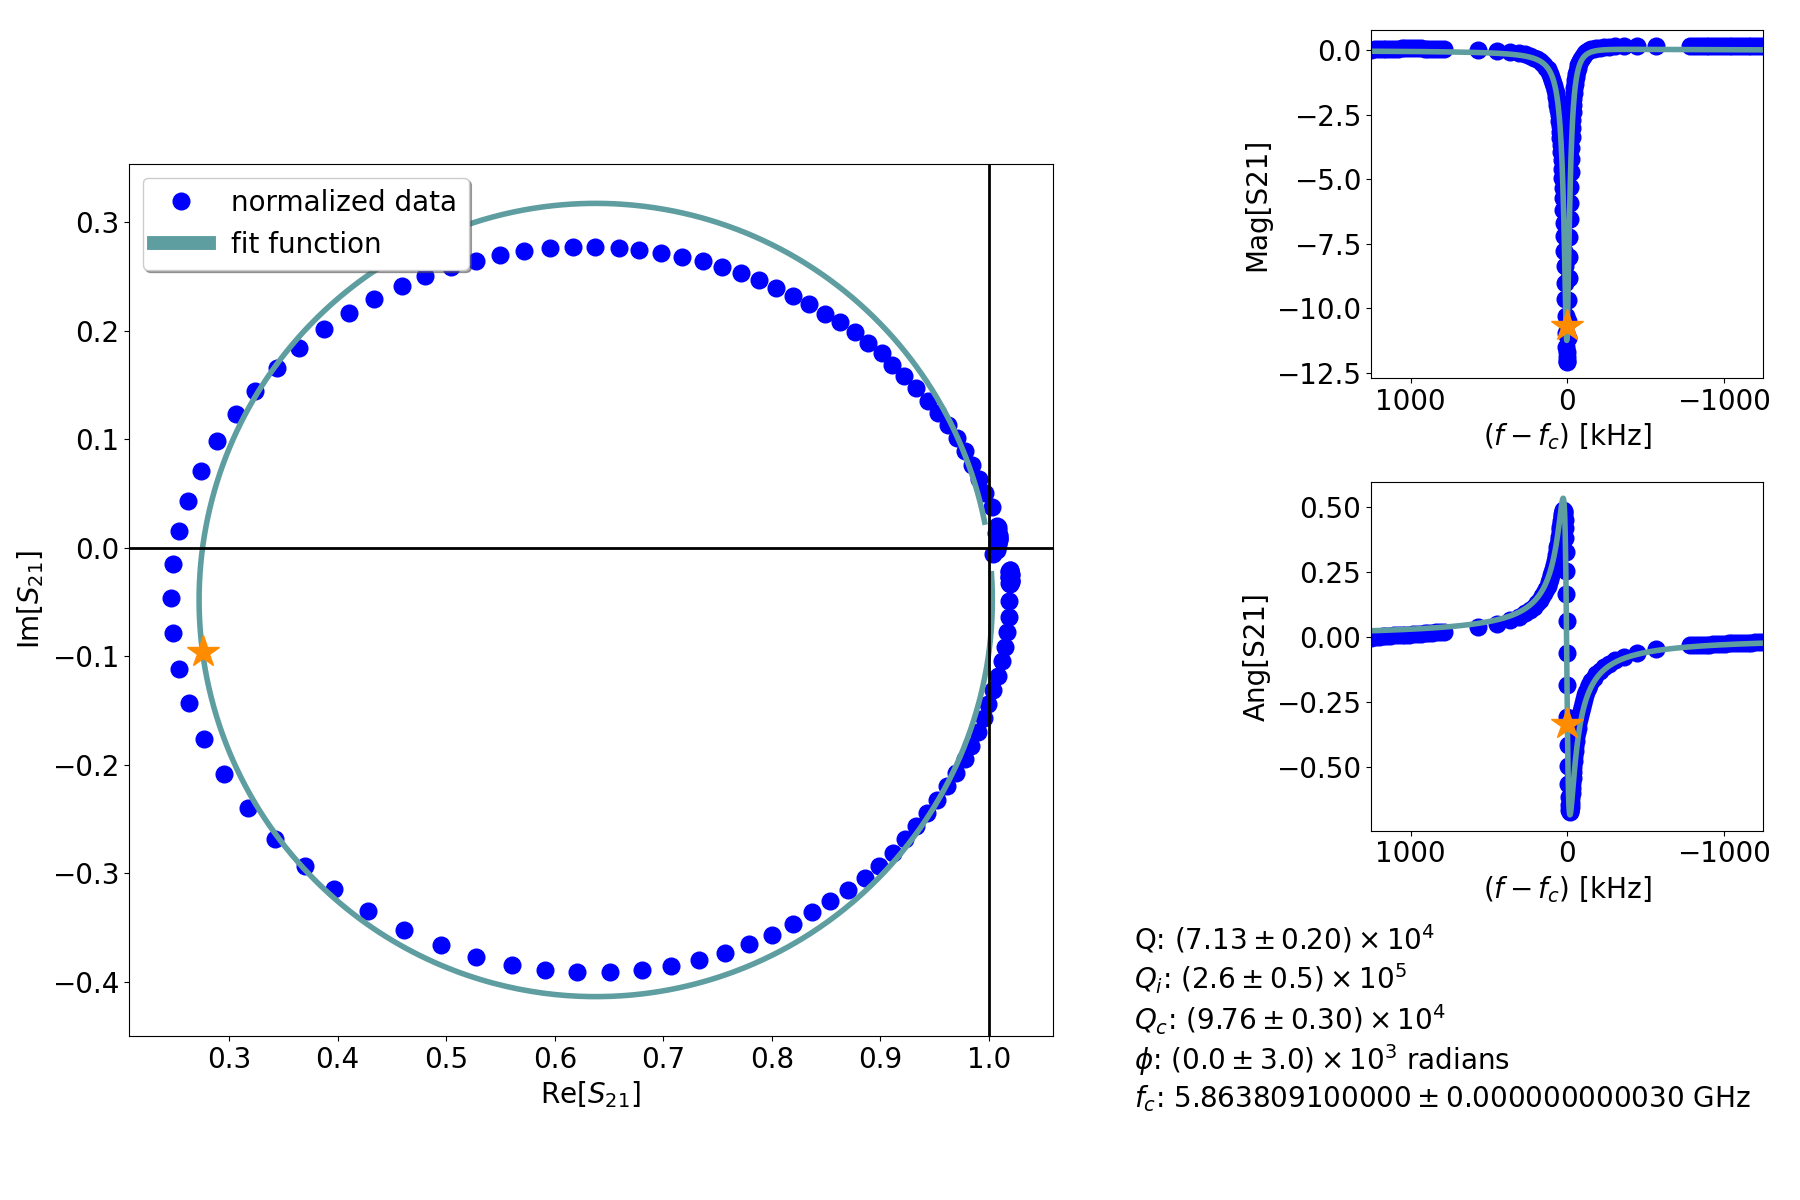 normalized data
fit function
0.3
0.2
0.1
0.0
−0.1
−0.2
−0.3
−0.4
Im[S21]
0.3 0.4 0.5 0.6 0.7 0.8 0.9 1.0
Re[S21]
0.0
−2.5
−5.0
−7.5
−10.0
−12.5
Mag[S21]
1000 0 −1000
(f − fc) [kHz]
0.50
0.25
0.00
−0.25
−0.50
Ang[S21]
1000 0 −1000
(f − fc) [kHz]
Q: (7.13 ± 0.20) × 10^4
Qi: (2.6 ± 0.5) × 10^5
Qc: (9.76 ± 0.30) × 10^4
ϕ: (0.0 ± 3.0) × 10^3 radians
fc: 5.863809100000 ± 0.000000000030 GHz